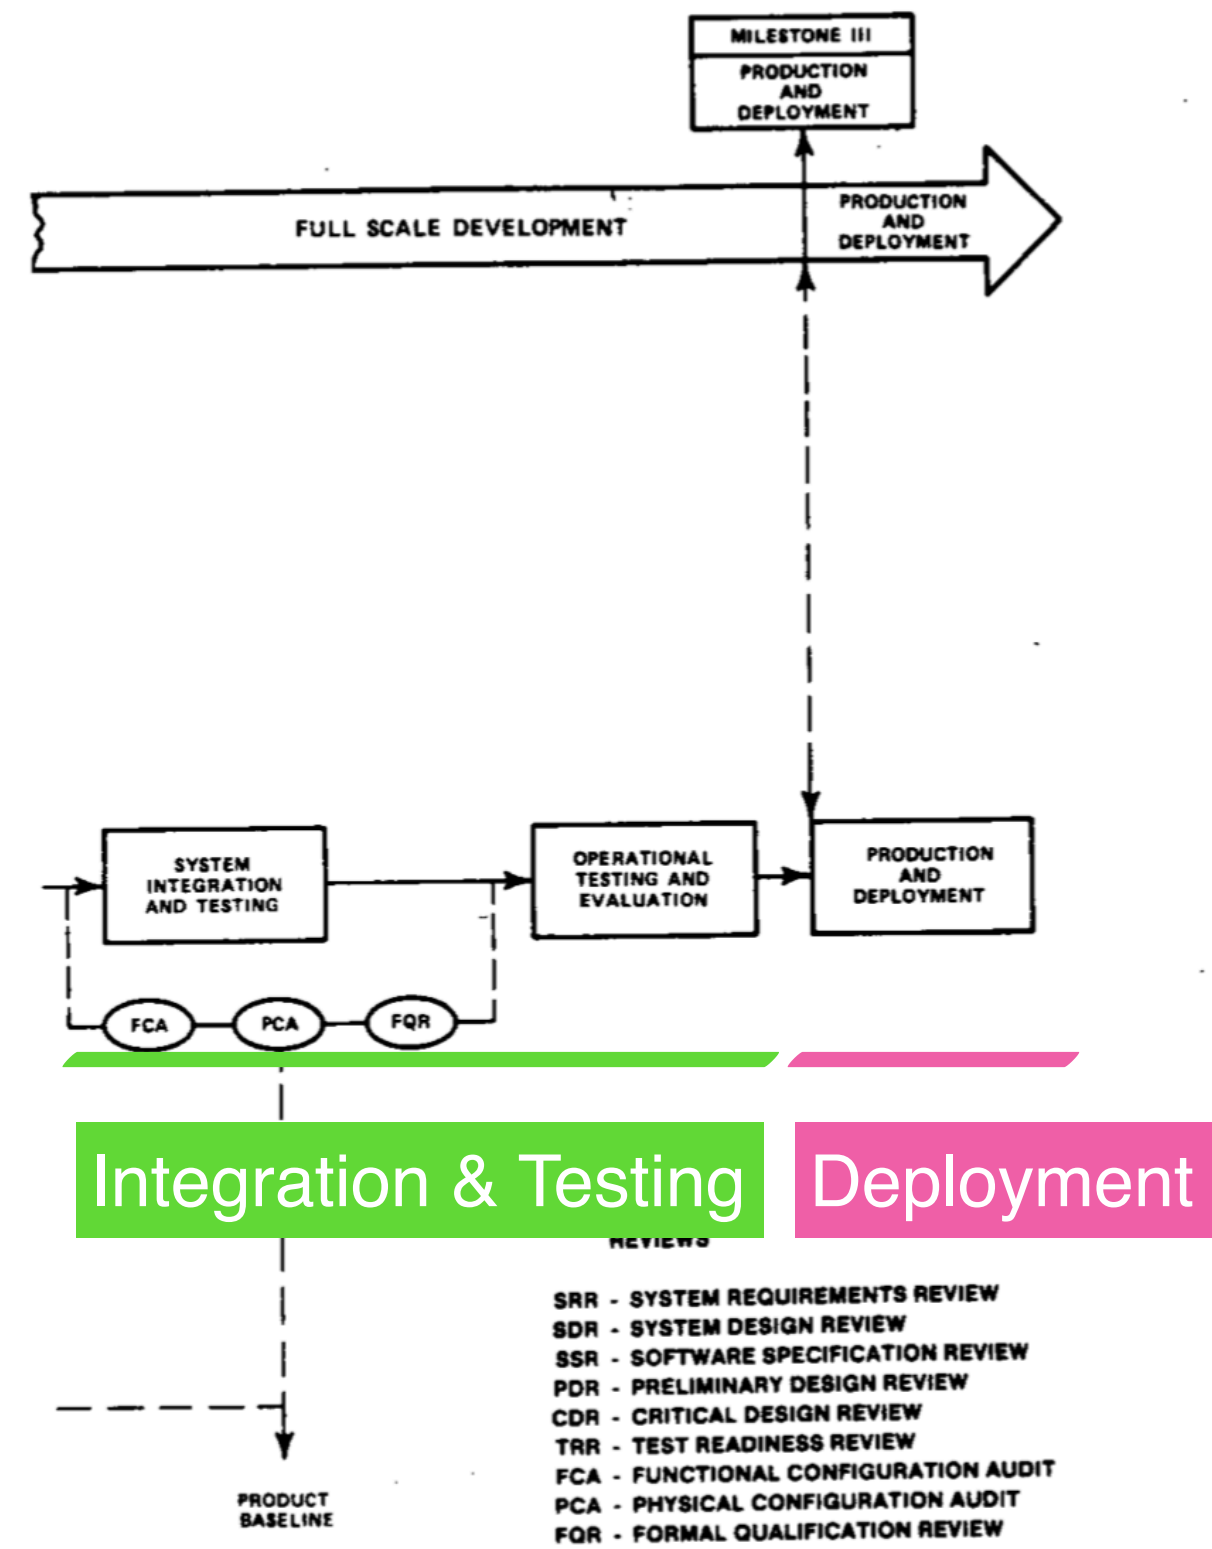 MILESTONE III
PRODUCTION
AND
DEPLOYMENT
FULL SCALE DEVELOPMENT
PRODUCTION
AND
DEPLOYMENT
SYSTEM
INTEGRATION
AND TESTING
OPERATIONAL
TESTING AND
EVALUATION
PRODUCTION
AND
DEPLOYMENT
FCA
PCA
FQR
Integration & Testing
Deployment
REVIEWS
SRR - SYSTEM REQUIREMENTS REVIEW
SDR - SYSTEM DESIGN REVIEW
SSR - SOFTWARE SPECIFICATION REVIEW
PDR - PRELIMINARY DESIGN REVIEW
CDR - CRITICAL DESIGN REVIEW
TRR - TEST READINESS REVIEW
FCA - FUNCTIONAL CONFIGURATION AUDIT
PCA - PHYSICAL CONFIGURATION AUDIT
FQR - FORMAL QUALIFICATION REVIEW
PRODUCT
BASELINE